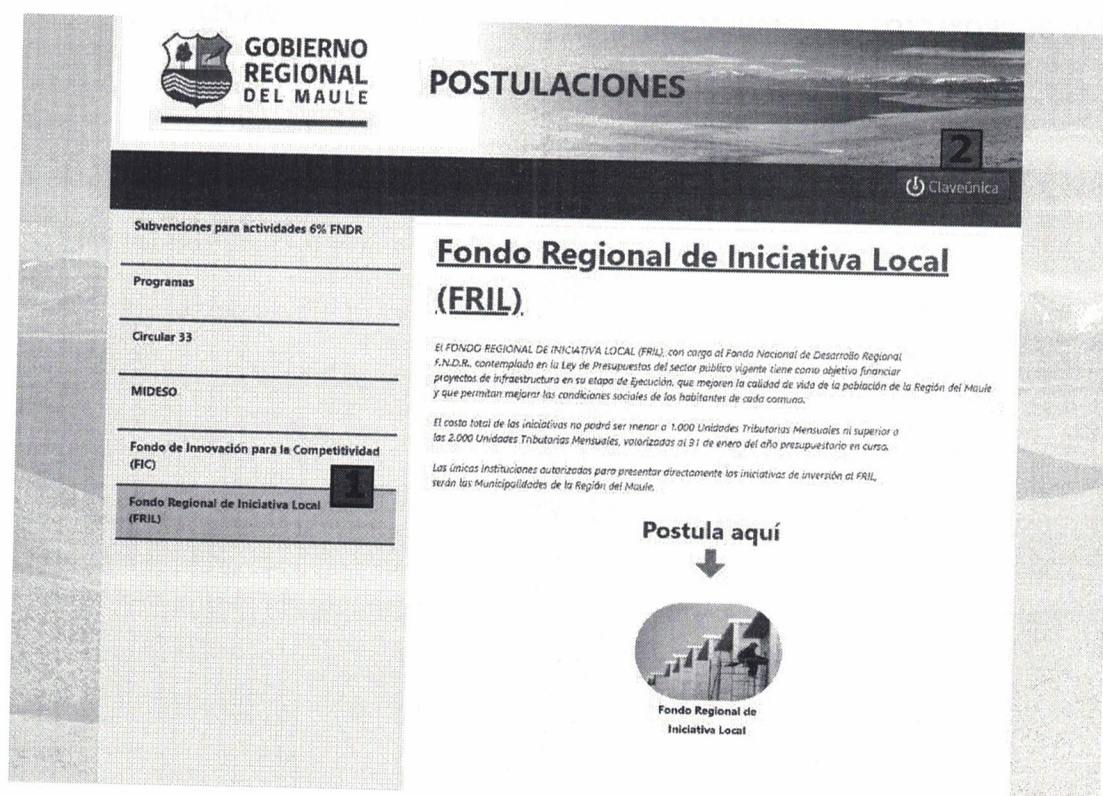 GOBIERNO
REGIONAL
DEL MAULE
POSTULACIONES
2
ClaveÚnica
Subvenciones para actividades 6% FNDR
Programas
Circular 33
MIDESO
Fondo de Innovación para la Competitividad
(FIC)
1
Fondo Regional de Iniciativa Local
(FRIL)
Fondo Regional de Iniciativa Local
(FRIL)
El FONDO REGIONAL DE INICIATIVA LOCAL (FRIL), con cargo al Fondo Nacional de Desarrollo Regional
F.N.D.R., contemplado en la Ley de Presupuestos del sector público vigente tiene como objetivo financiar
proyectos de infraestructura en su etapa de Ejecución, que mejoren la calidad de vida de la población de la Región del Maule
y que permitan mejorar las condiciones sociales de los habitantes de cada comuna.
El costo total de las iniciativas no podrá ser menor a 1.000 Unidades Tributarias Mensuales ni superior a
las 2.000 Unidades Tributarias Mensuales, valorizadas al 31 de enero del año presupuestario en curso.
Las únicas instituciones autorizadas para presentar directamente las iniciativas de inversión al FRIL,
serán las Municipalidades de la Región del Maule.
Postula aquí
Fondo Regional de
Iniciativa Local